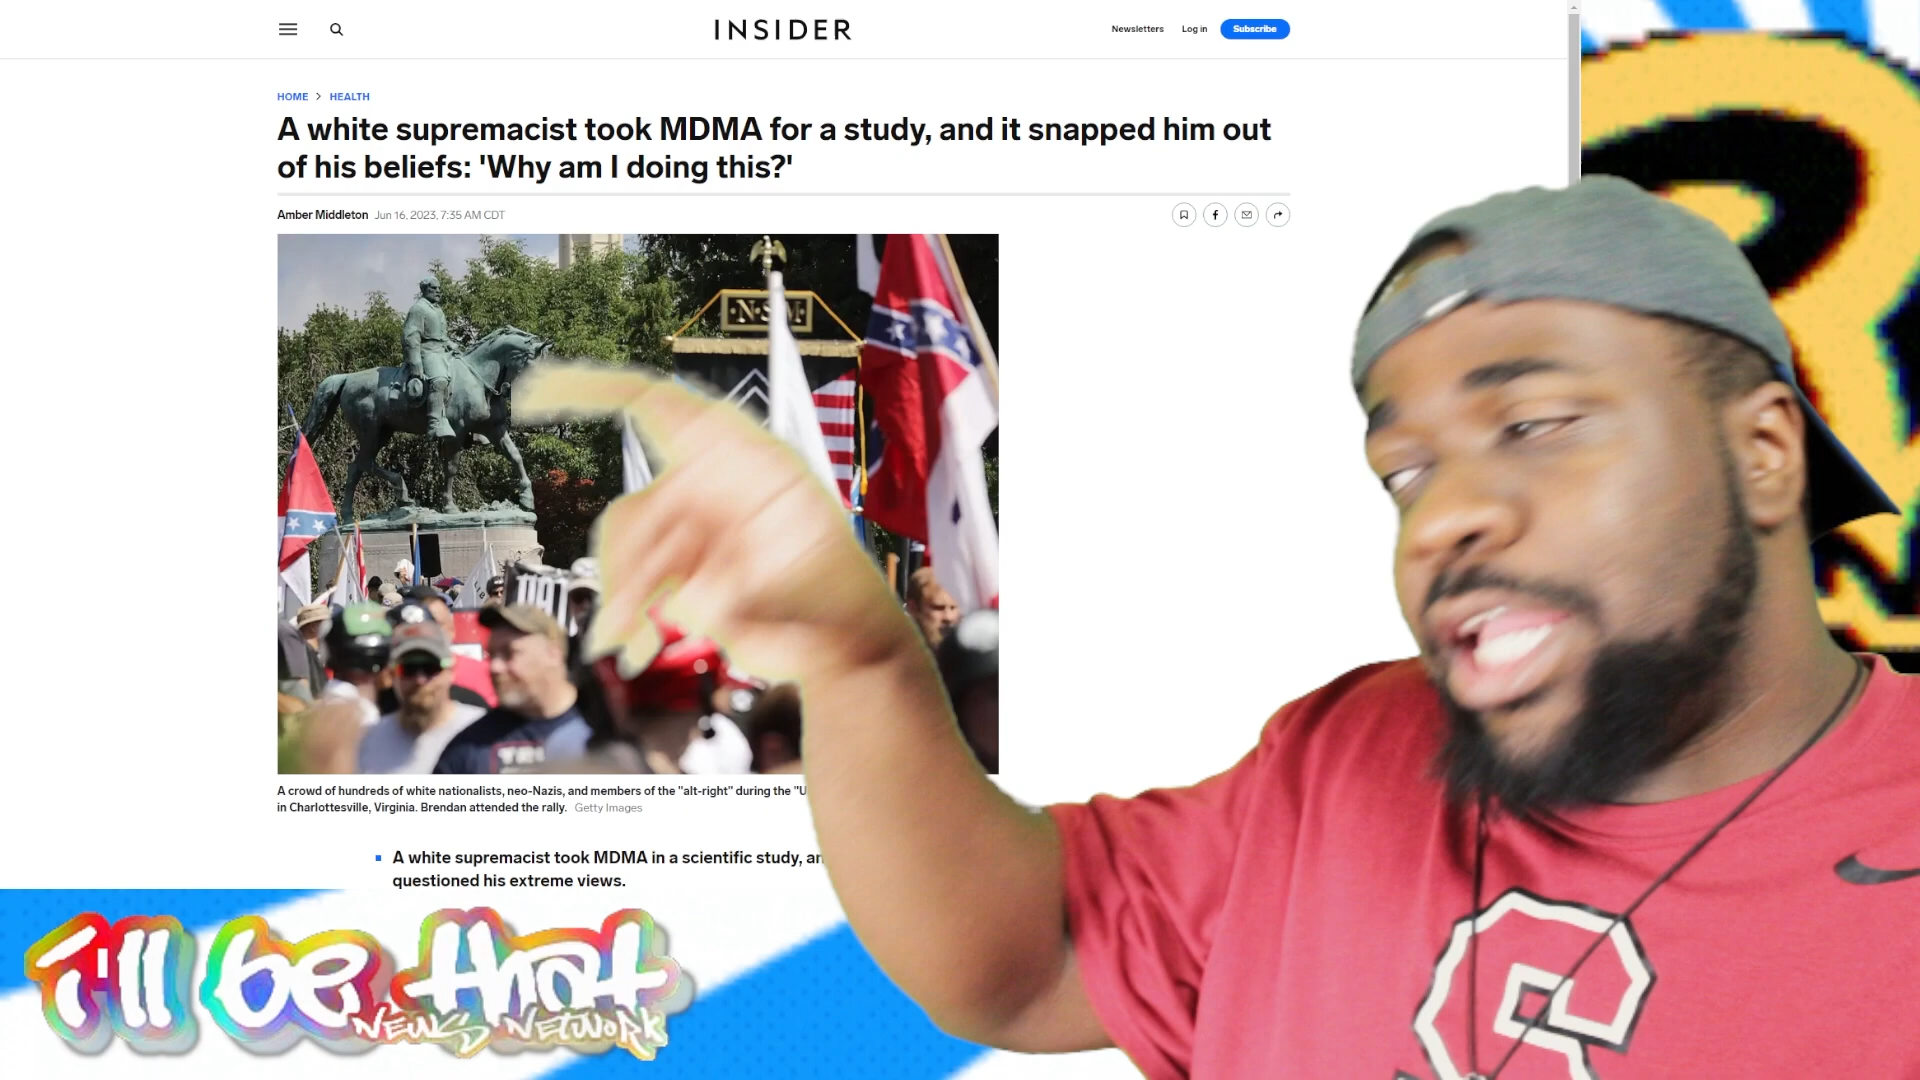 INSIDER
Newsletters Log in Subscribe
HOME > HEALTH
A white supremacist took MDMA for a study, and it snapped him out
of his beliefs: 'Why am I doing this?'
Amber Middleton Jun 16, 2023, 7:35 AM CDT
N·S·M
A crowd of hundreds of white nationalists, neo-Nazis, and members of the "alt-right" during the "U
in Charlottesville, Virginia. Brendan attended the rally. Getty Images
A white supremacist took MDMA in a scientific study, an
questioned his extreme views.
i'll be that
NEWS NETWORK